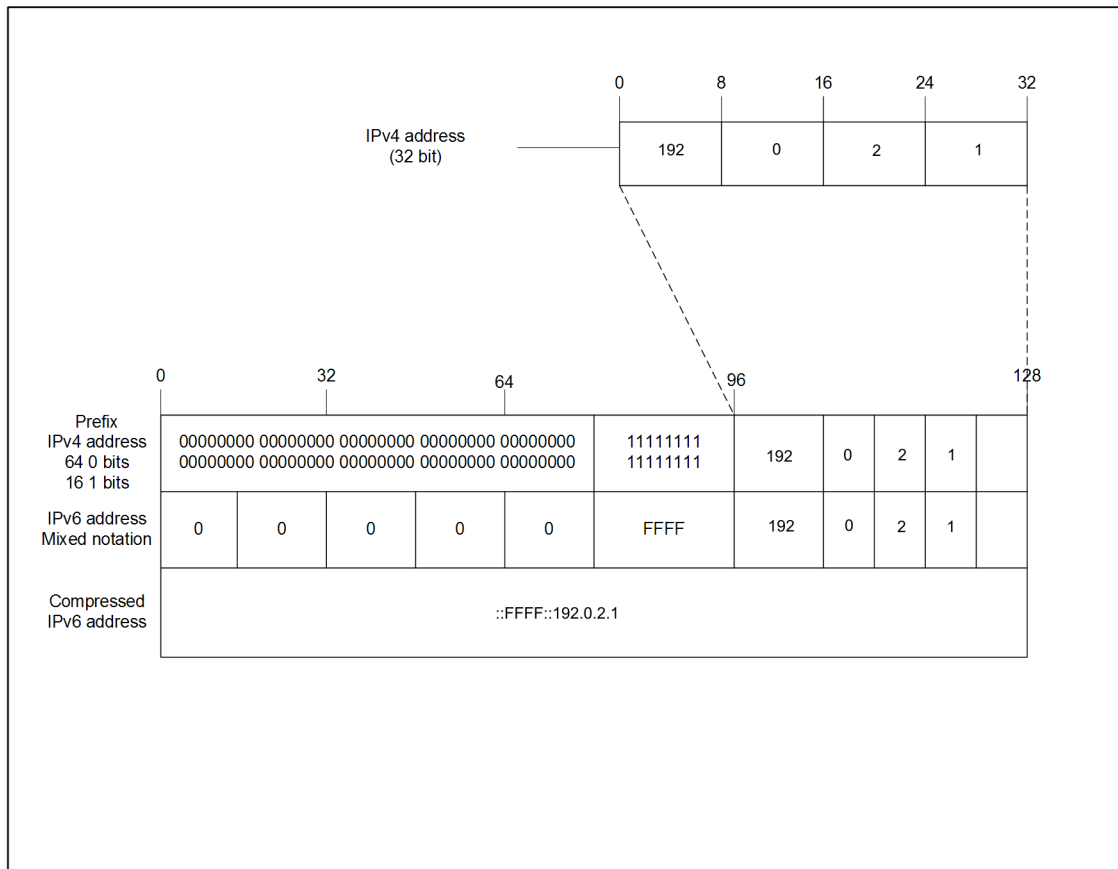 0 8 16 24 32
IPv4 address
(32 bit)
192 0 2 1
0 32 64 96 128
Prefix
IPv4 address
64 0 bits
16 1 bits
00000000 00000000 00000000 00000000 00000000
00000000 00000000 00000000 00000000 00000000
11111111
11111111
192 0 2 1
IPv6 address
Mixed notation
0 0 0 0 0 FFFF 192 0 2 1
Compressed
IPv6 address
::FFFF::192.0.2.1